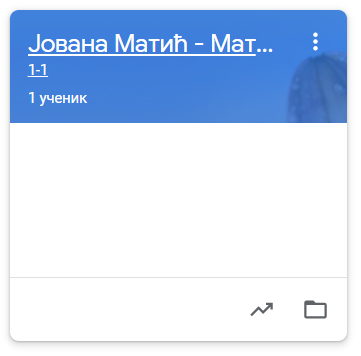 Јована Матић - Мат...
1-1
1 ученик